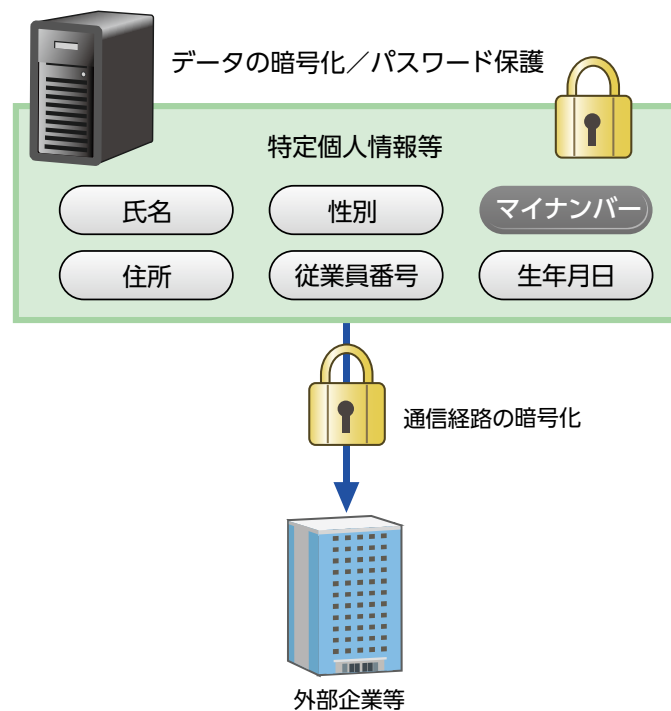 データの暗号化／パスワード保護
特定個人情報等
氏名
性別
マイナンバー
住所
従業員番号
生年月日
通信経路の暗号化
外部企業等